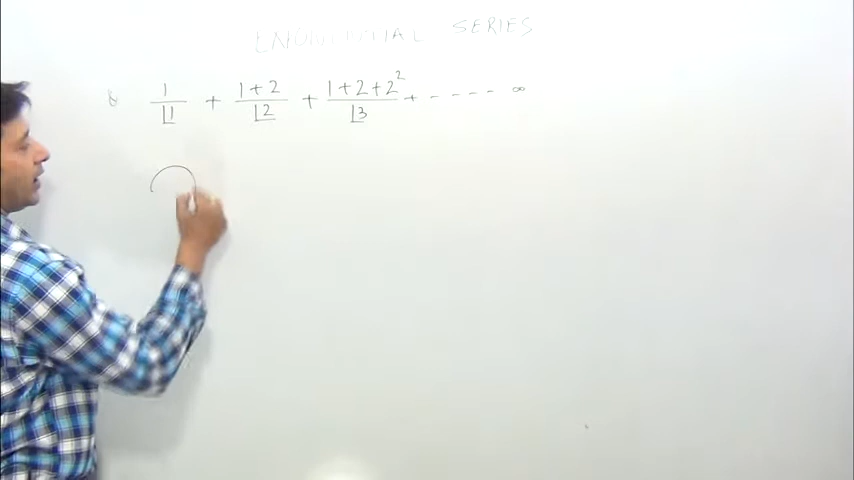 EXPONENTIAL SERIES
Q 1/⌊1 + (1+2)/⌊2 + (1+2+2²)/⌊3 + ----- ∞